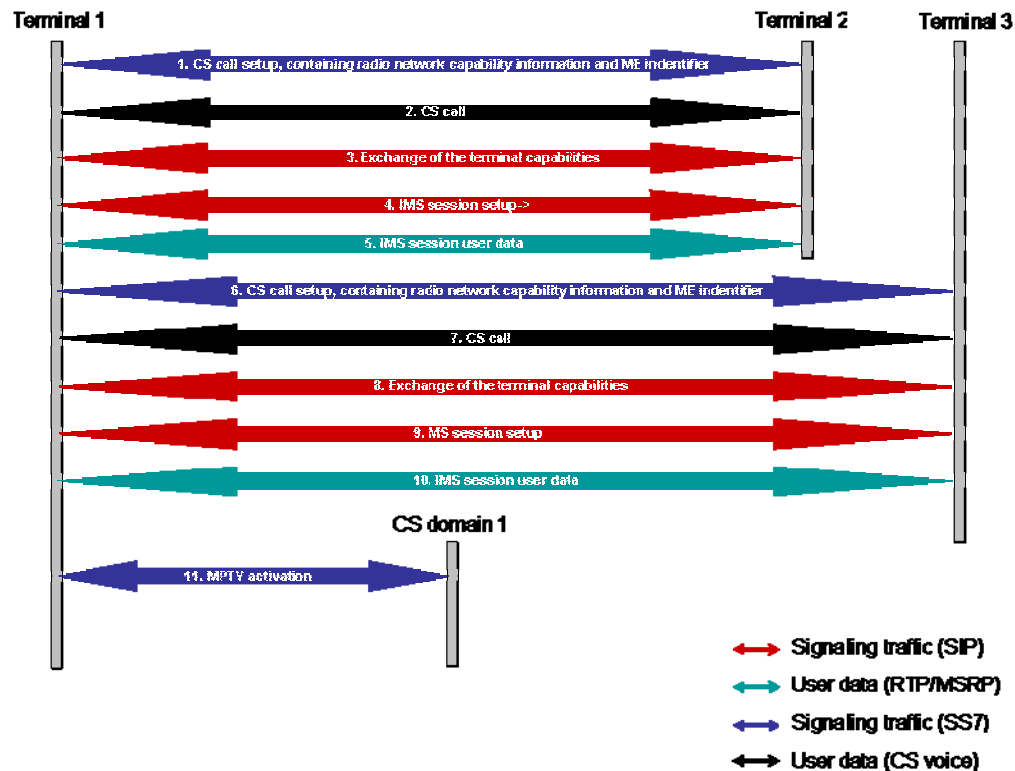 Terminal 1
Terminal 2
Terminal 3
1. CS call setup, containing radio network capability information and ME indentifier
2. CS call
3. Exchange of the terminal capabilities
4. IMS session setup->
5. IMS session user data
6. CS call setup, containing radio network capability information and ME indentifier
7. CS call
8. Exchange of the terminal capabilities
9. MS session setup
10. IMS session user data
CS domain 1
11. MPTY activation
Signaling traffic (SIP)
User data (RTP/MSRP)
Signaling traffic (SS7)
User data (CS voice)